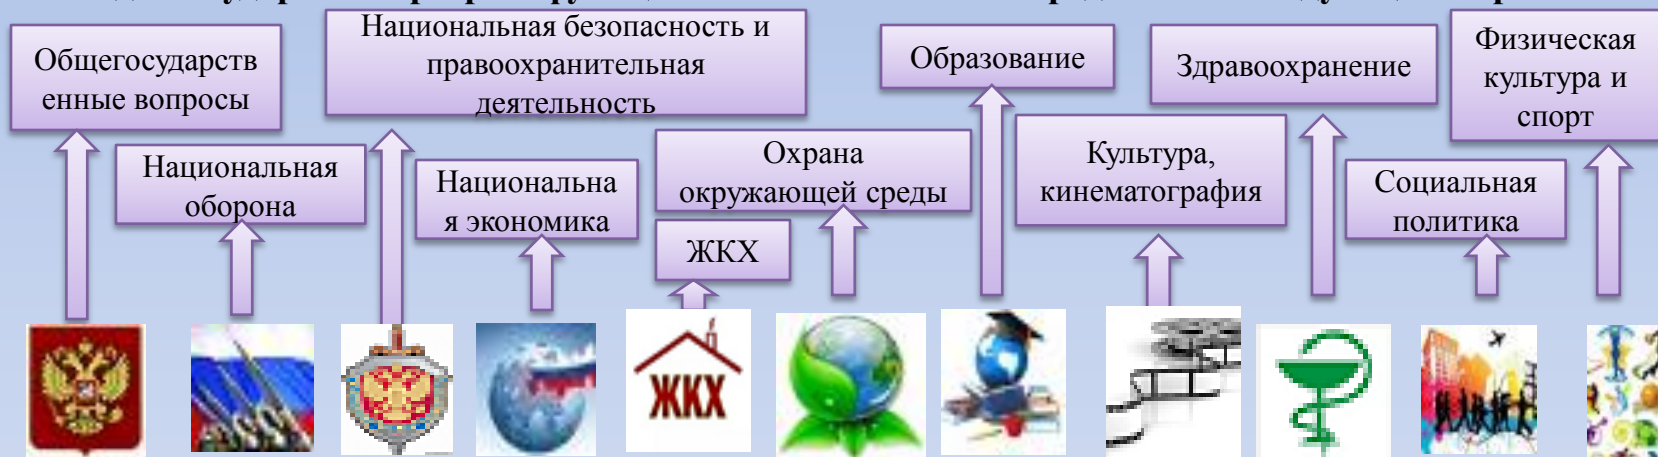 Общегосударств
енные вопросы
Национальная
оборона
Национальная безопасность и
правоохранительная
деятельность
Национальна
я экономика
ЖКХ
Охрана
окружающей среды
Образование
Культура,
кинематография
Здравоохранение
Социальная
политика
Физическая
культура и
спорт
ЖКХ